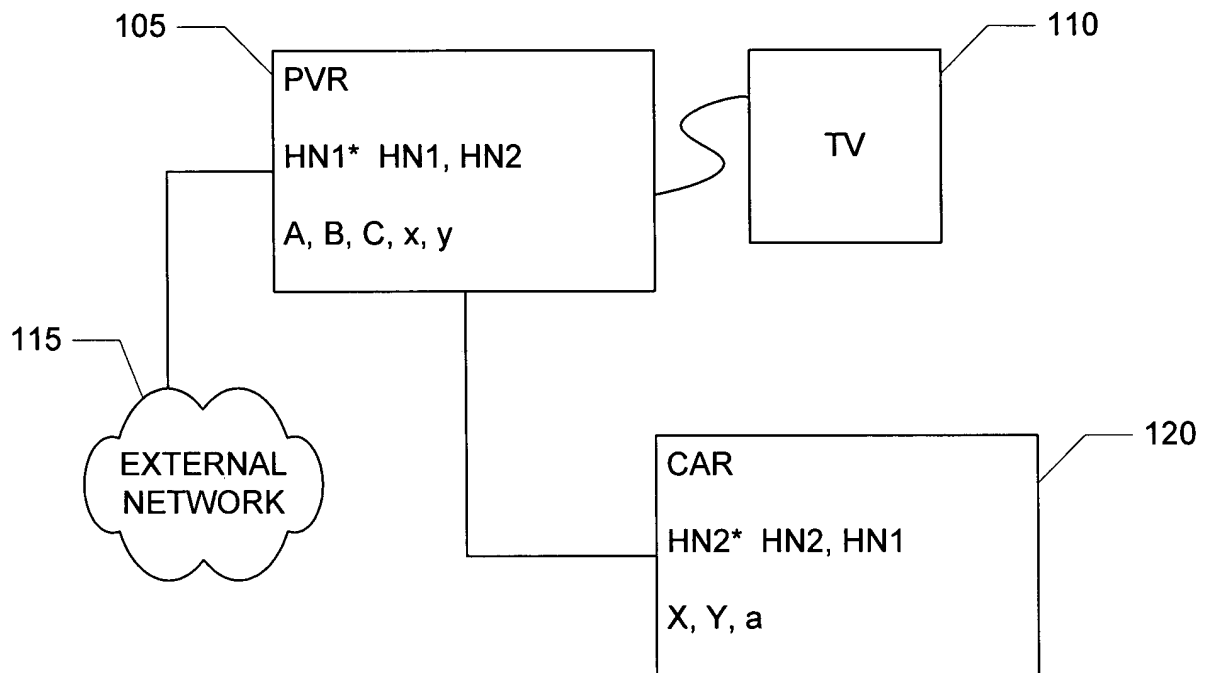 105
110
PVR
HN1* HN1, HN2
TV
A, B, C, x, y
115
EXTERNAL
NETWORK
120
CAR
HN2* HN2, HN1
X, Y, a